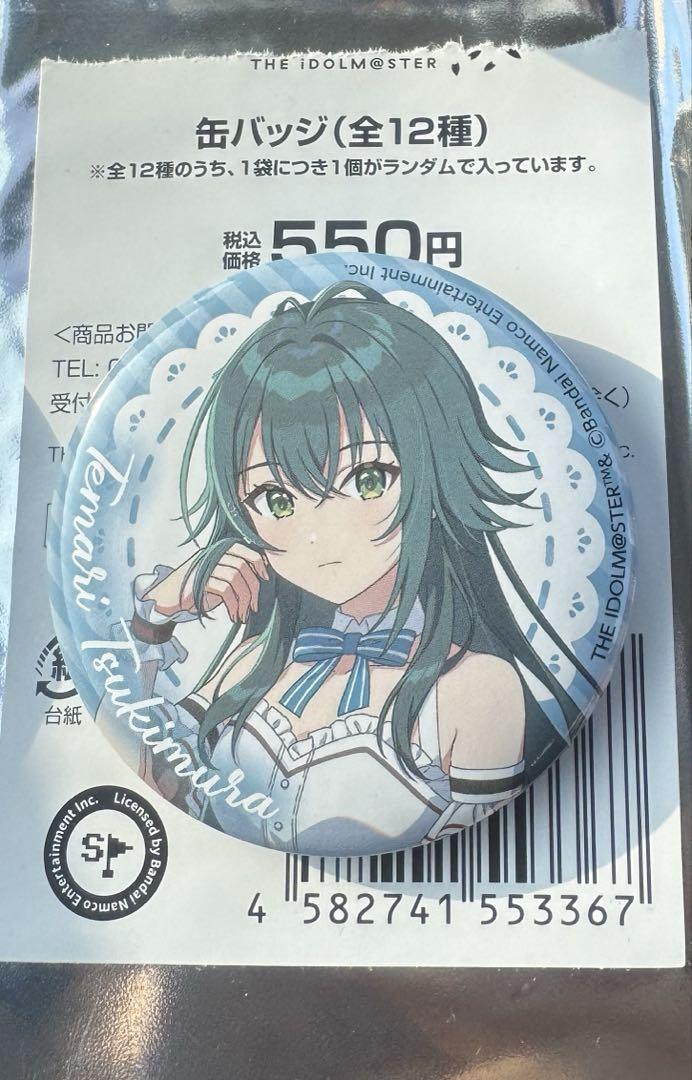 THE iDOLM@STER
缶バッジ(全12種)
※全12種のうち、1袋につき1個がランダムで入っています。
税込
価格 550円
<商品お問
TEL:
受付
Temari Tsukimura
THE IDOLM@STER™& ©Bandai Namco Entertainment Inc.
台紙
Licensed by Bandai Namco Entertainment Inc.
SP
4 582741 553367